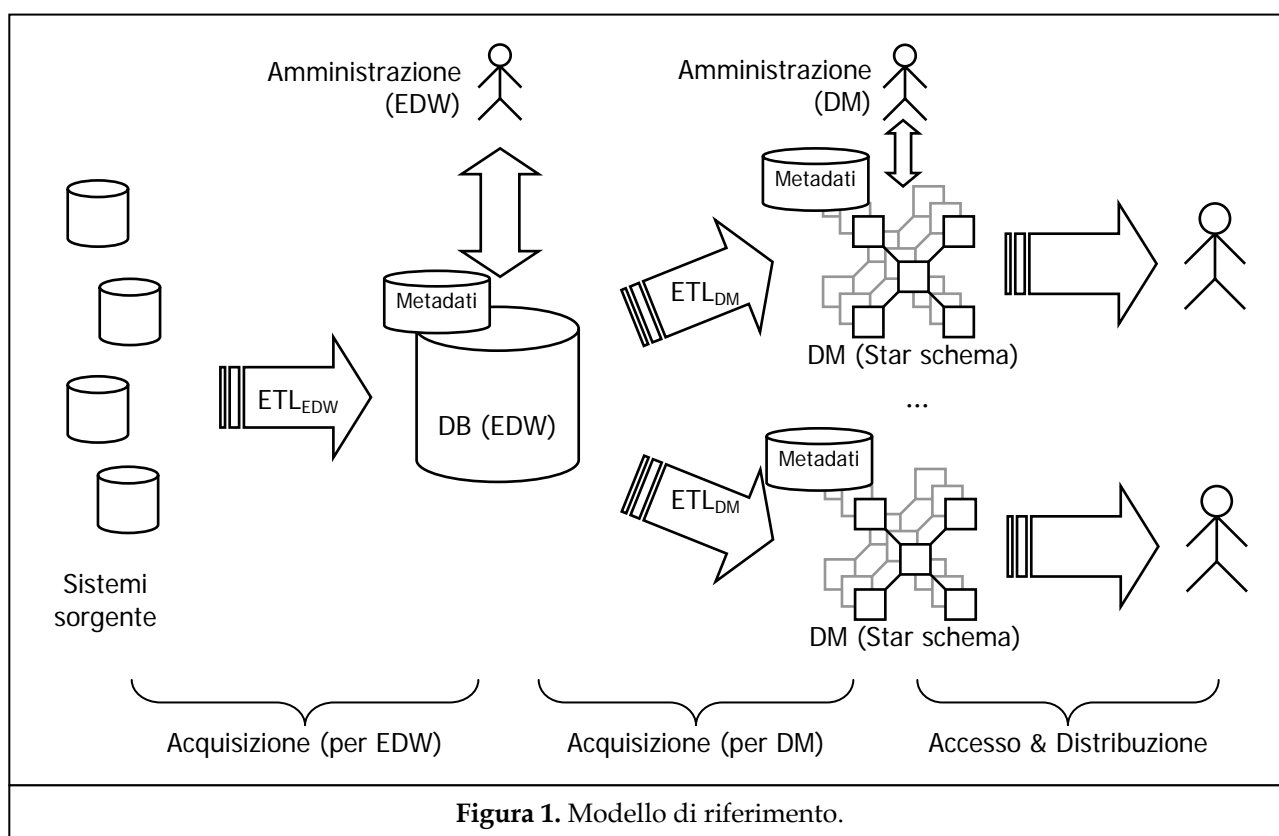 Amministrazione
(EDW)
Amministrazione
(DM)
Metadati
Metadati
ETLDM
DM (Star schema)
...
ETLEDW
DB (EDW)
Metadati
ETLDM
DM (Star schema)
Sistemi
sorgente
Acquisizione (per EDW)
Acquisizione (per DM)
Accesso & Distribuzione
Figura 1. Modello di riferimento.